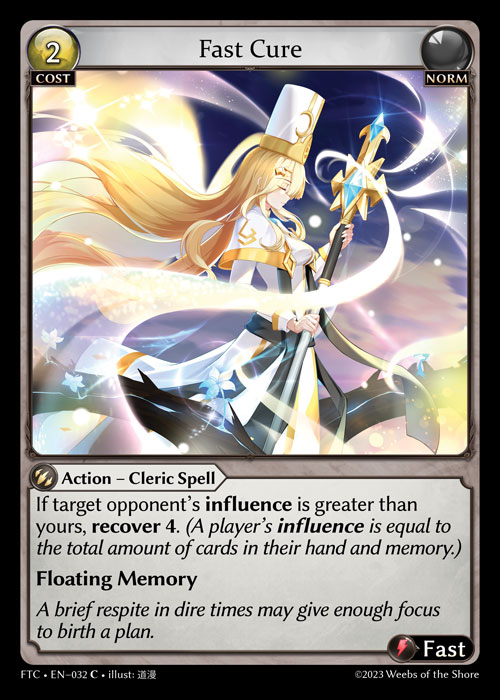 2
Fast Cure
COST
NORM
Action – Cleric Spell
If target opponent's influence is greater than
yours, recover 4. (A player's influence is equal to
the total amount of cards in their hand and memory.)
Floating Memory
A brief respite in dire times may give enough focus
to birth a plan.
Fast
FTC • EN–032 C • illust: 道漫
©2023 Weebs of the Shore